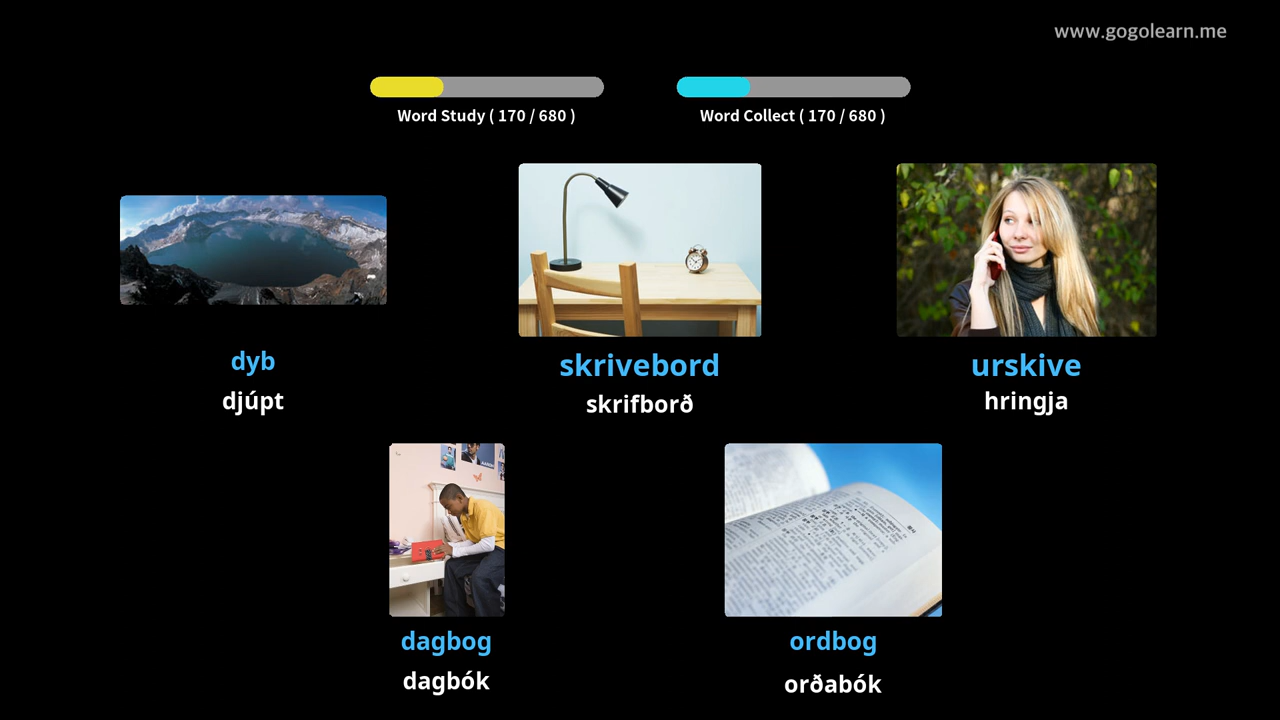 www.gogolearn.me
Word Study ( 170 / 680 )
Word Collect ( 170 / 680 )
dyb
djúpt
skrivebord
skrifborð
urskive
hringja
dagbog
dagbók
ordbog
orðabók